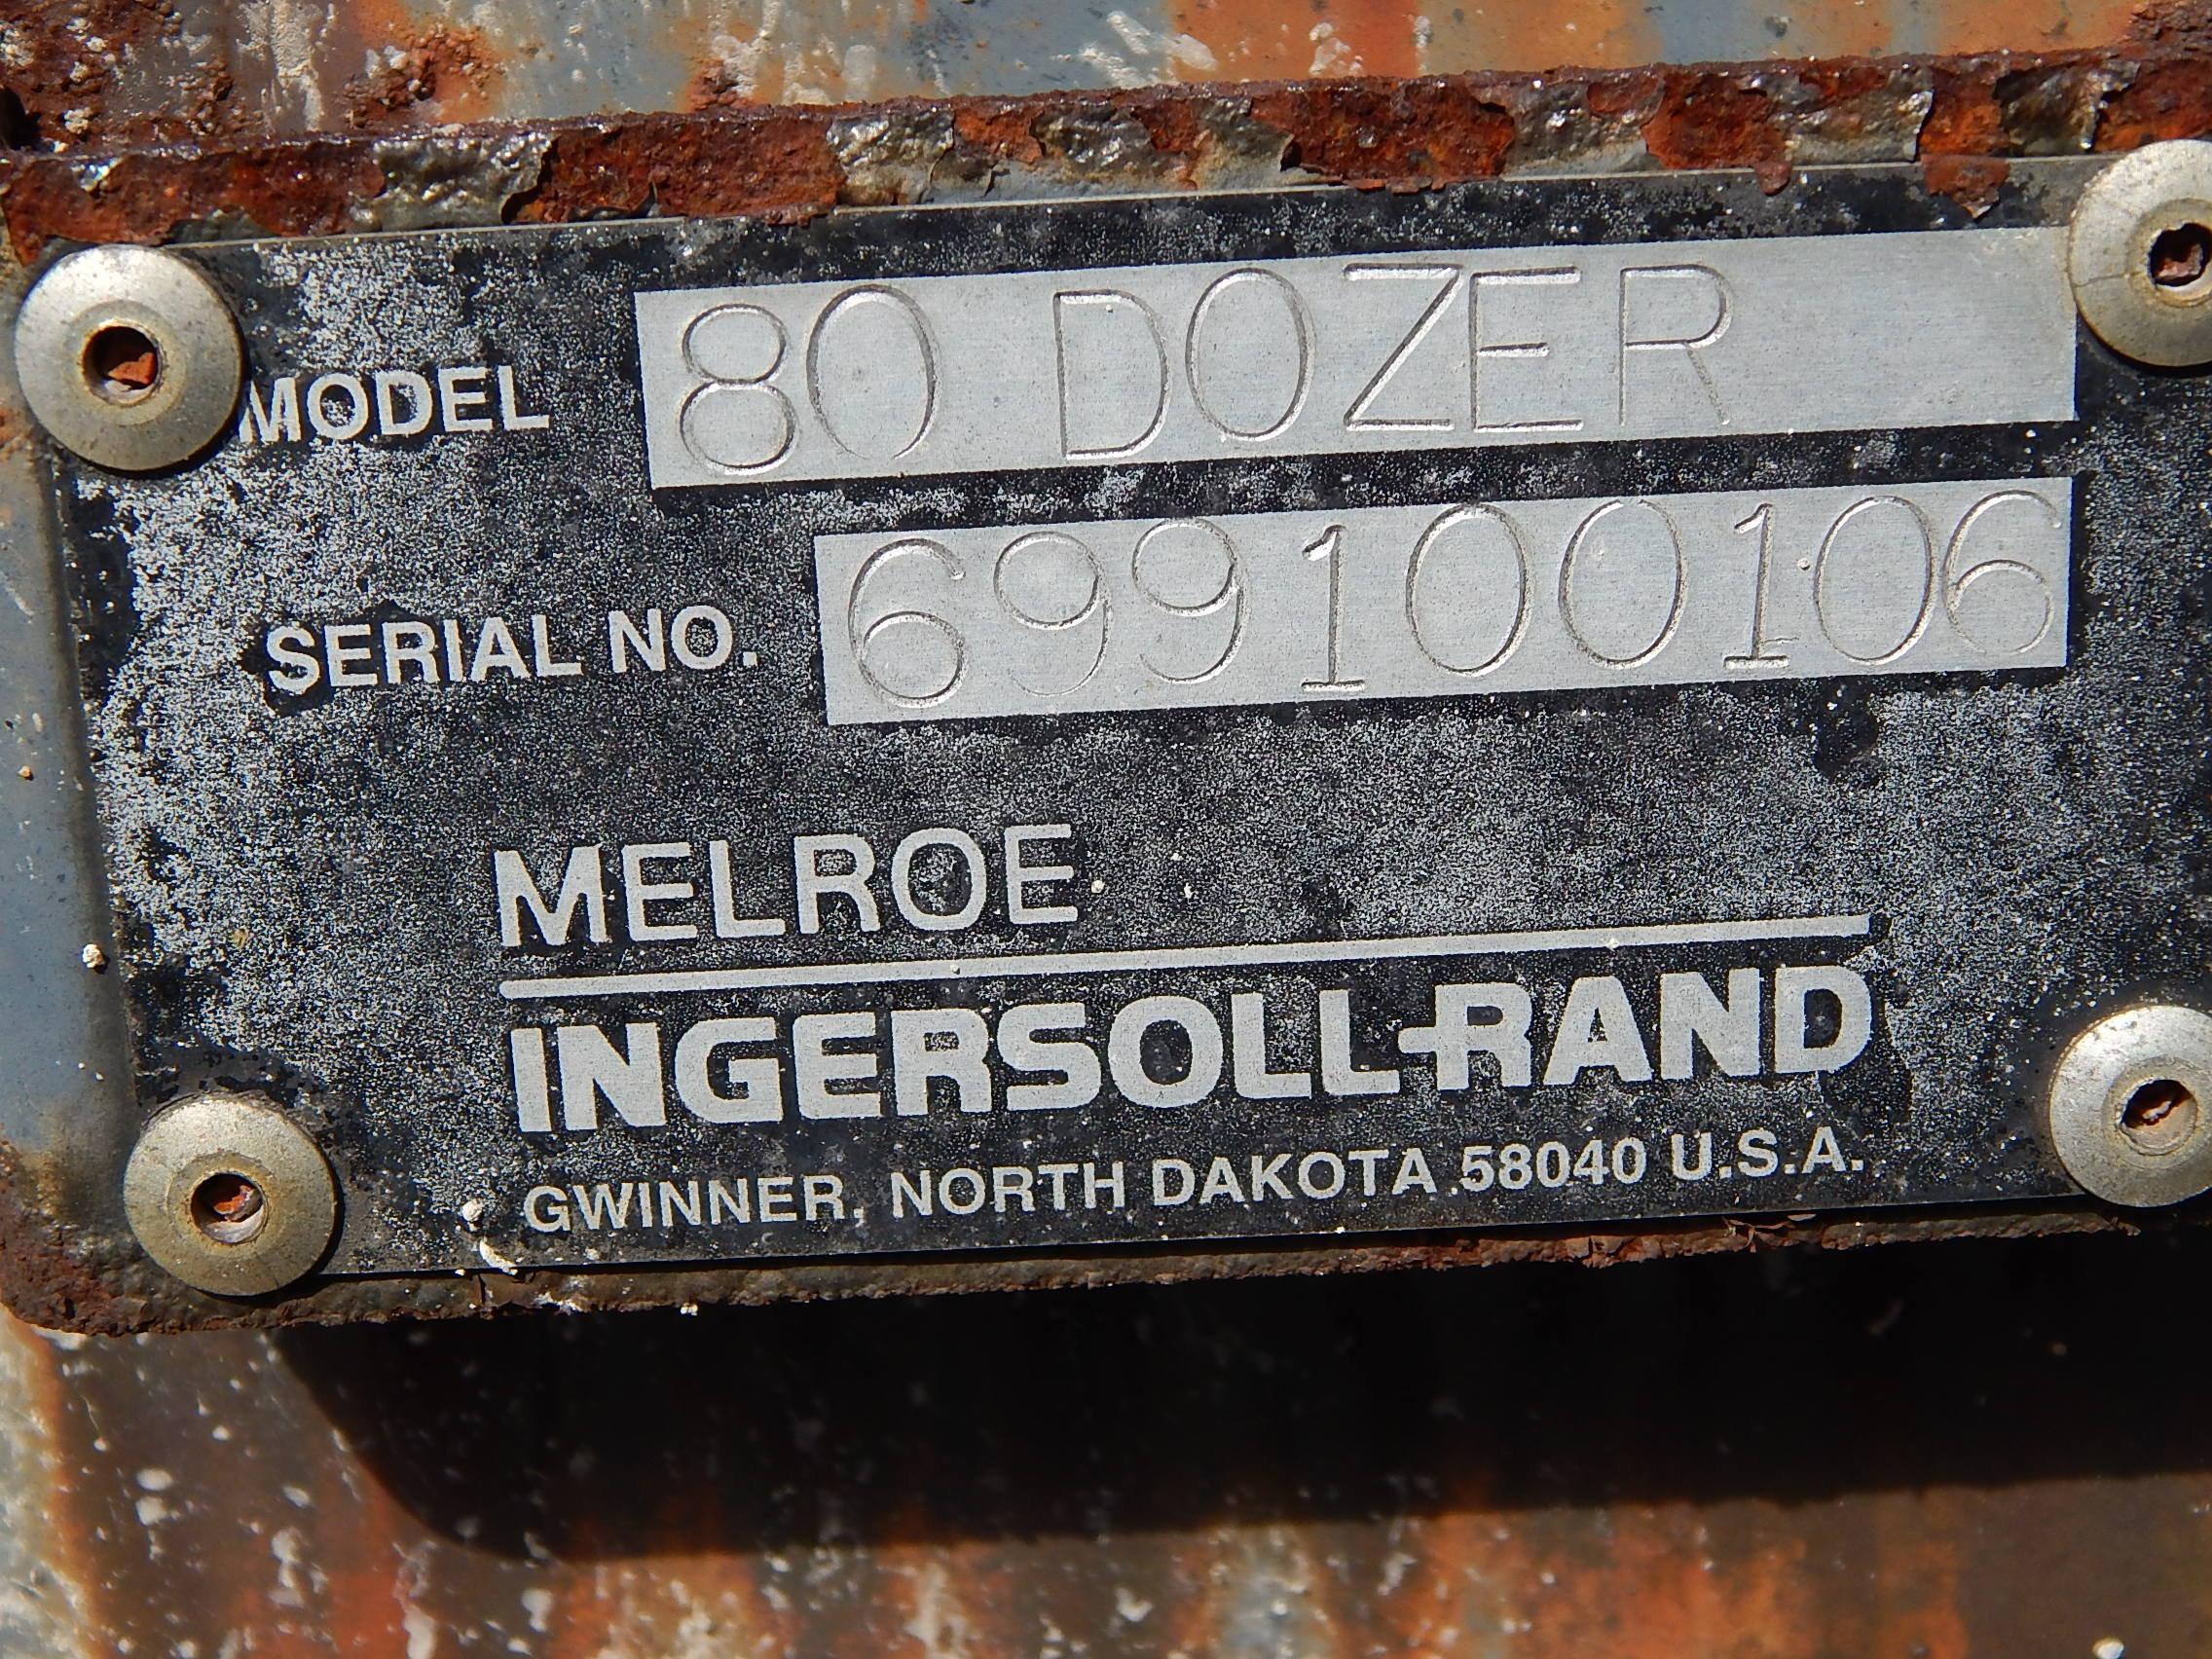 MODEL 80 DOZER
SERIAL NO. 699100106
MELROE
INGERSOLL-RAND
GWINNER, NORTH DAKOTA 58040 U.S.A.